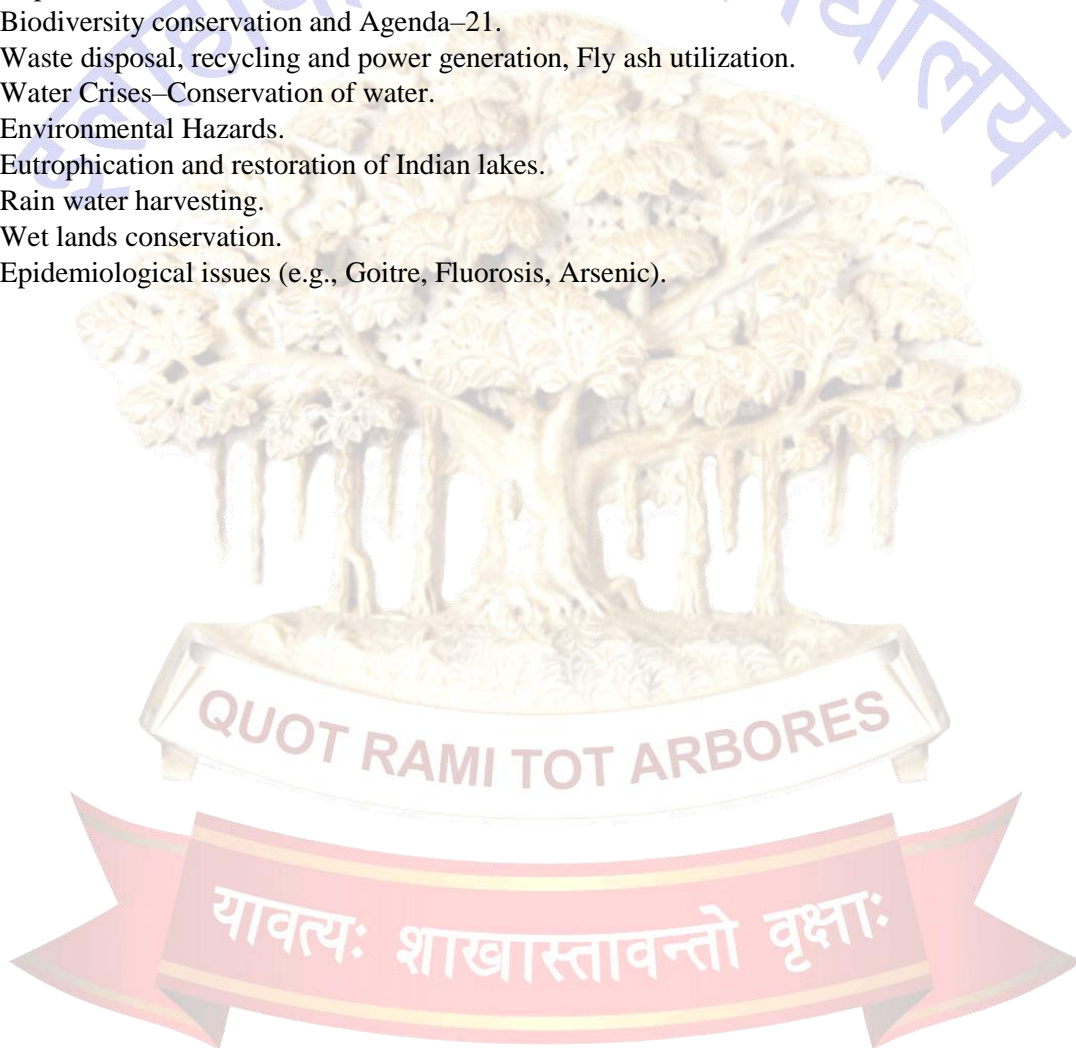 Biodiversity conservation and Agenda–21.
Waste disposal, recycling and power generation, Fly ash utilization.
Water Crises–Conservation of water.
Environmental Hazards.
Eutrophication and restoration of Indian lakes.
Rain water harvesting.
Wet lands conservation.
Epidemiological issues (e.g., Goitre, Fluorosis, Arsenic).
QUOT RAMI TOT ARBORES
यावत्यः शाखास्तावन्तो वृक्षाः